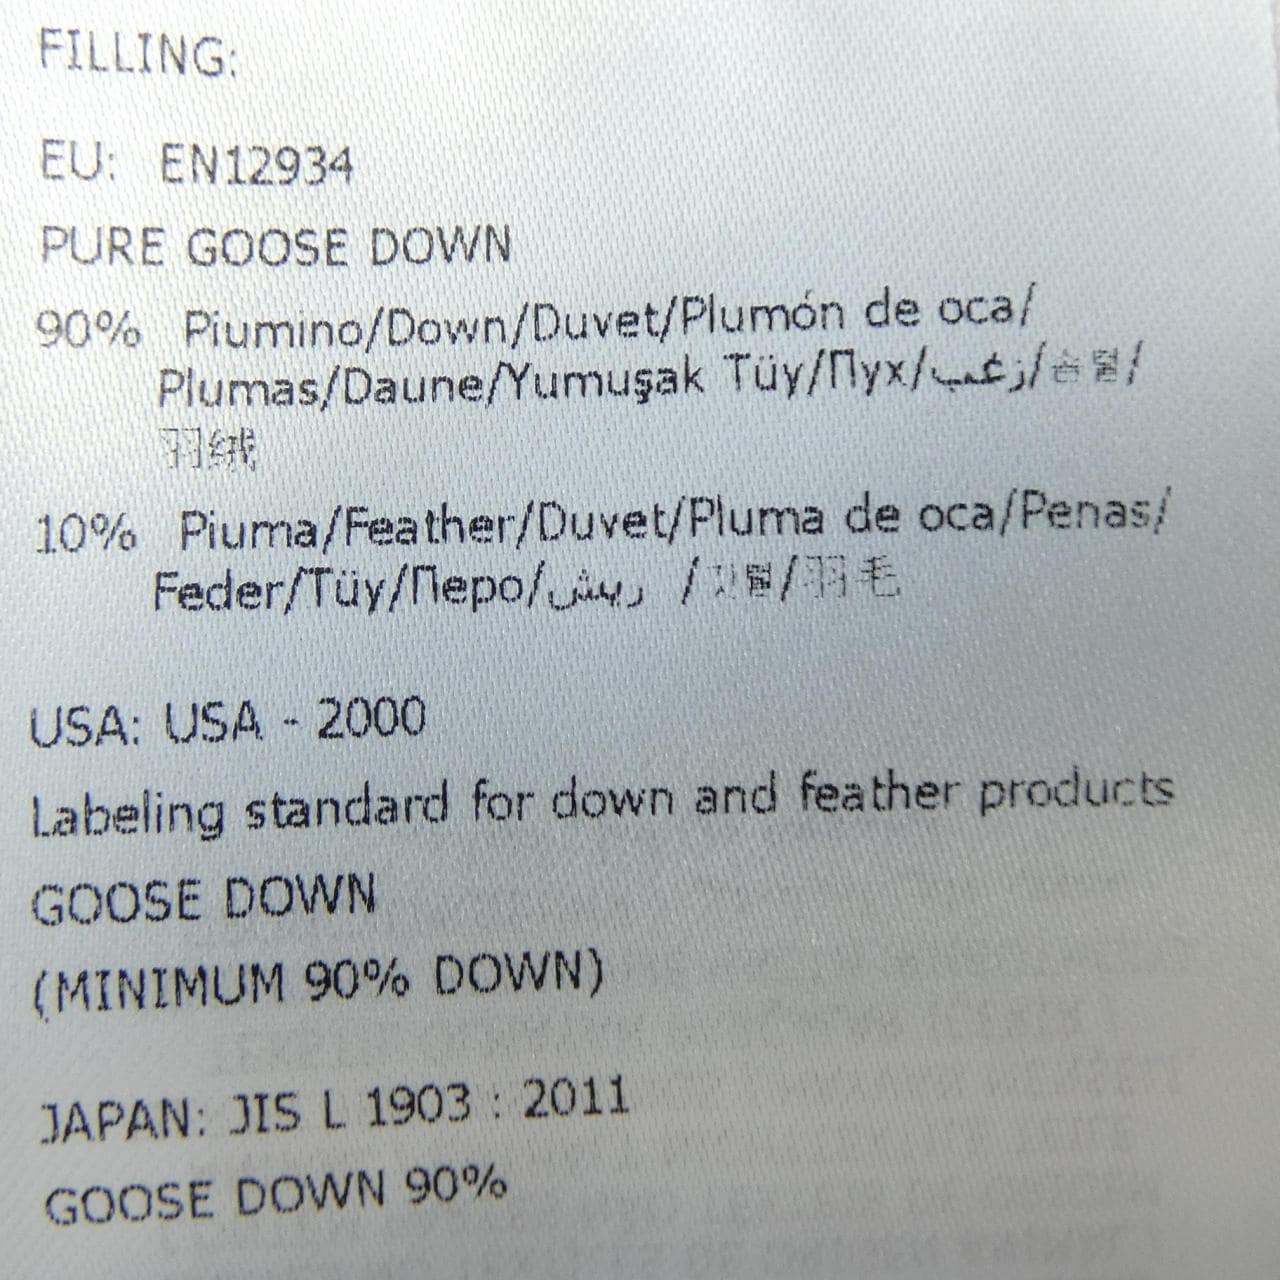 FILLING:
EU: EN12934
PURE GOOSE DOWN
90% Piumino/Down/Duvet/Plumón de oca/
Plumas/Daune/Yumuşak Tüy/Пух/زغب/솜털/
羽绒
10% Piuma/Feather/Duvet/Pluma de oca/Penas/
Feder/Tüy/Перо/ريش /깃털/羽毛
USA: USA - 2000
Labeling standard for down and feather products
GOOSE DOWN
(MINIMUM 90% DOWN)
JAPAN: JIS L 1903 : 2011
GOOSE DOWN 90%